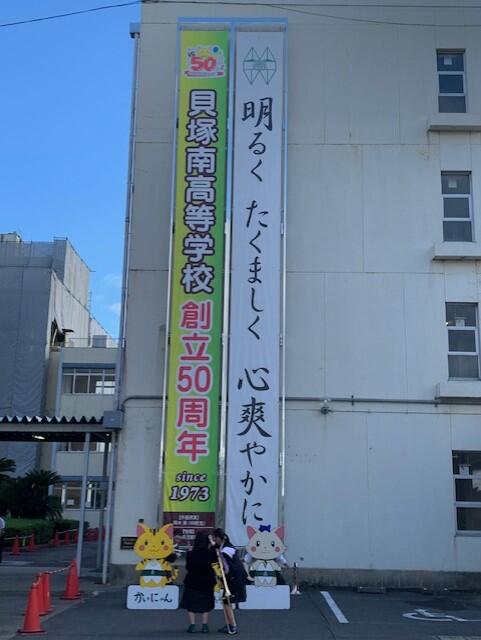 50
貝塚南高等学校 創立50周年
since
1973
明るく たくましく 心爽やかに
かいにゃん